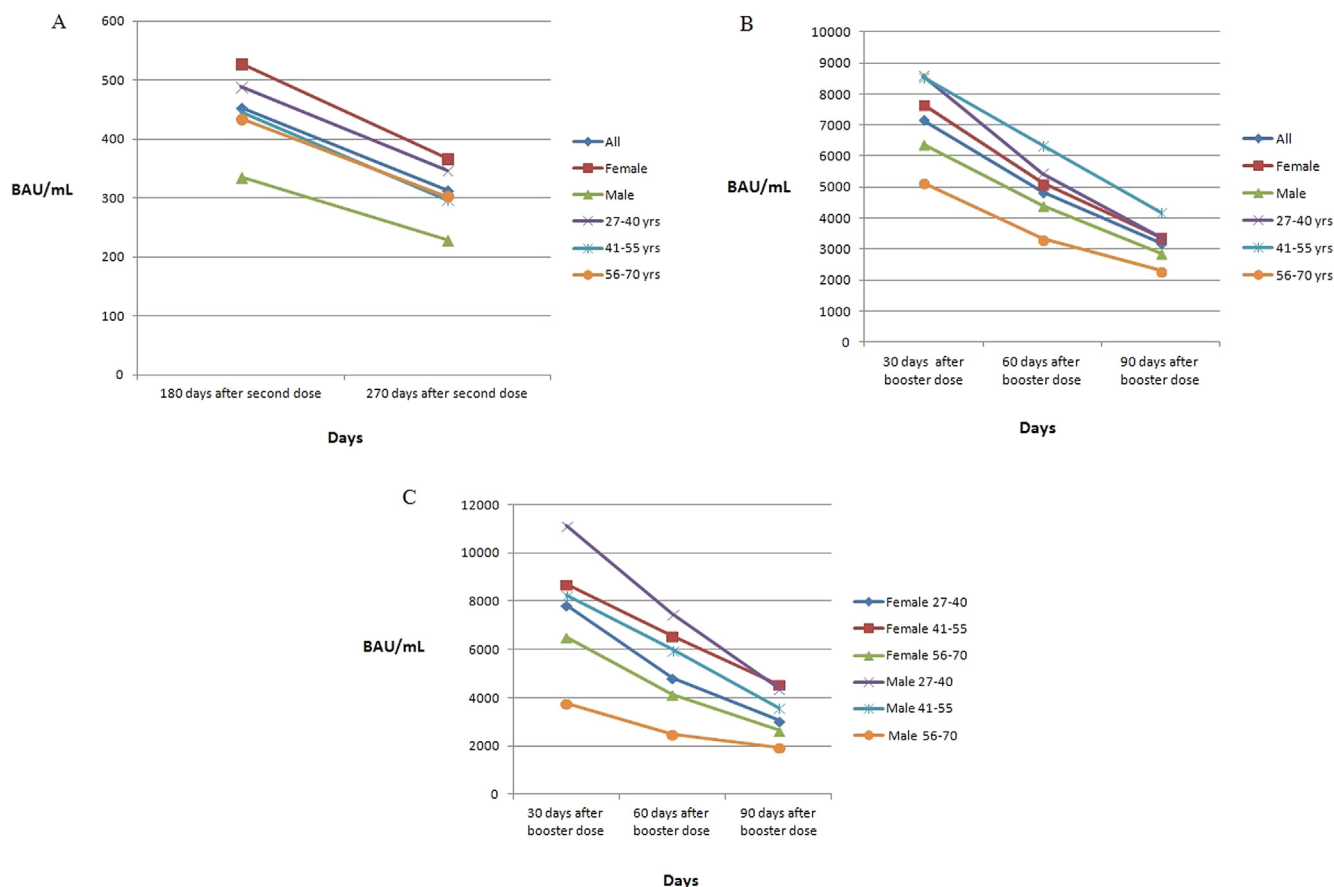 A
600
500
400
300
200
100
0
BAU/mL
180 days after second dose
270 days after second dose
Days
All
Female
Male
27-40 yrs
41-55 yrs
56-70 yrs
B
10000
9000
8000
7000
6000
5000
4000
3000
2000
1000
0
BAU/mL
30 days after
booster dose
60 days after
booster dose
90 days after
booster dose
Days
All
Female
Male
27-40 yrs
41-55 yrs
56-70 yrs
C
12000
10000
8000
6000
4000
2000
0
BAU/mL
30 days after
booster dose
60 days after
booster dose
90 days after
booster dose
Days
Female 27-40
Female 41-55
Female 56-70
Male 27-40
Male 41-55
Male 56-70